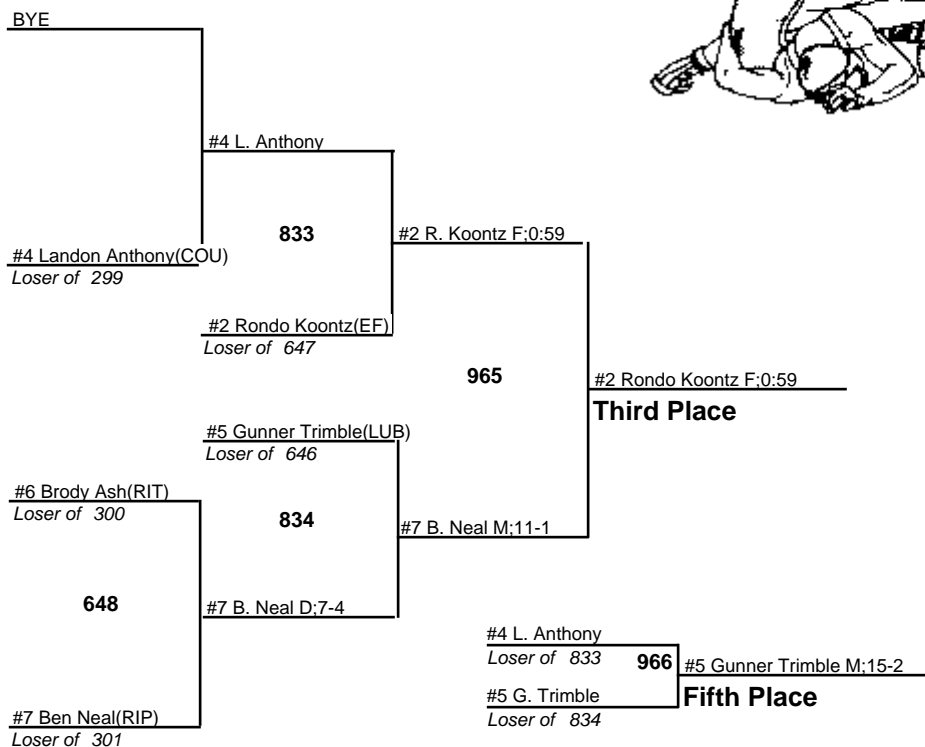 BYE
#4 L. Anthony
833
#2 R. Koontz F;0:59
#4 Landon Anthony(COU)
Loser of 299
#2 Rondo Koontz(EF)
Loser of 647
965
#2 Rondo Koontz F;0:59
Third Place
#5 Gunner Trimble(LUB)
Loser of 646
#6 Brody Ash(RIT)
Loser of 300
834
#7 B. Neal M;11-1
648
#7 B. Neal D;7-4
#7 Ben Neal(RIP)
Loser of 301
#4 L. Anthony
Loser of 833
966
#5 Gunner Trimble M;15-2
Fifth Place
#5 G. Trimble
Loser of 834